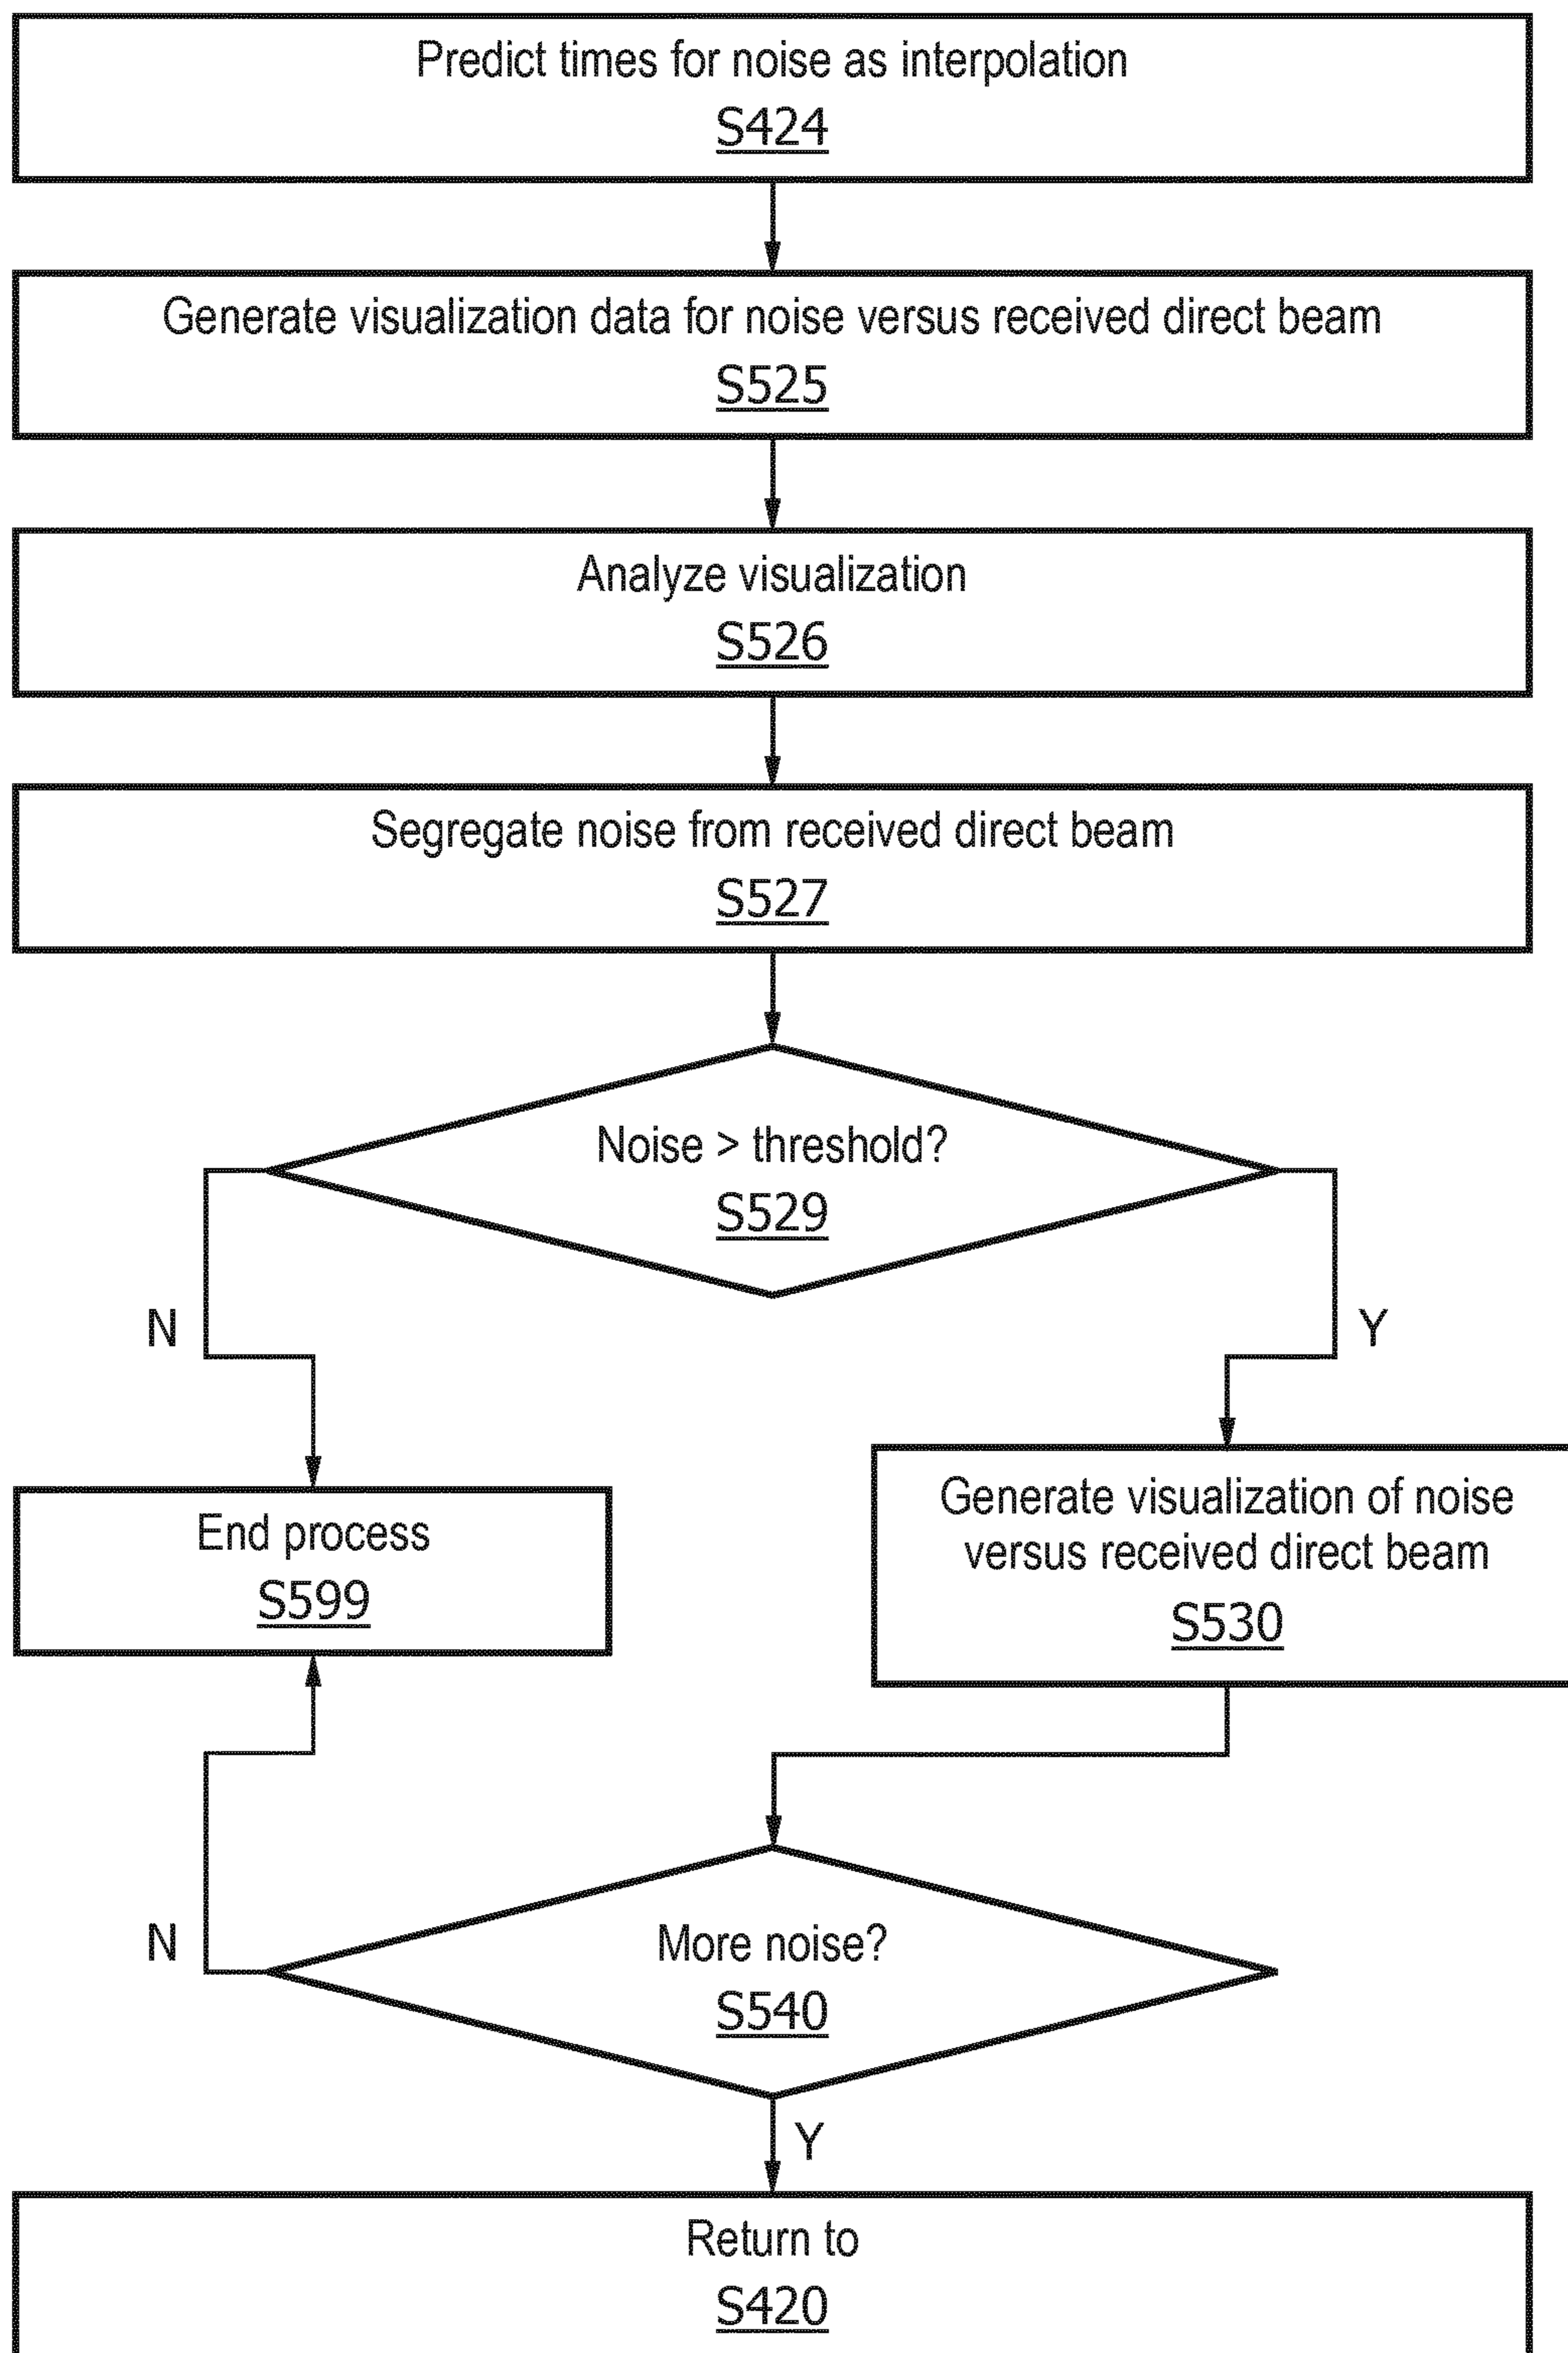 Predict times for noise as interpolation
S424
Generate visualization data for noise versus received direct beam
S525
Analyze visualization
S526
Segregate noise from received direct beam
S527
Noise > threshold?
S529
N
Y
End process
S599
Generate visualization of noise
versus received direct beam
S530
More noise?
S540
N
Y
Return to
S420